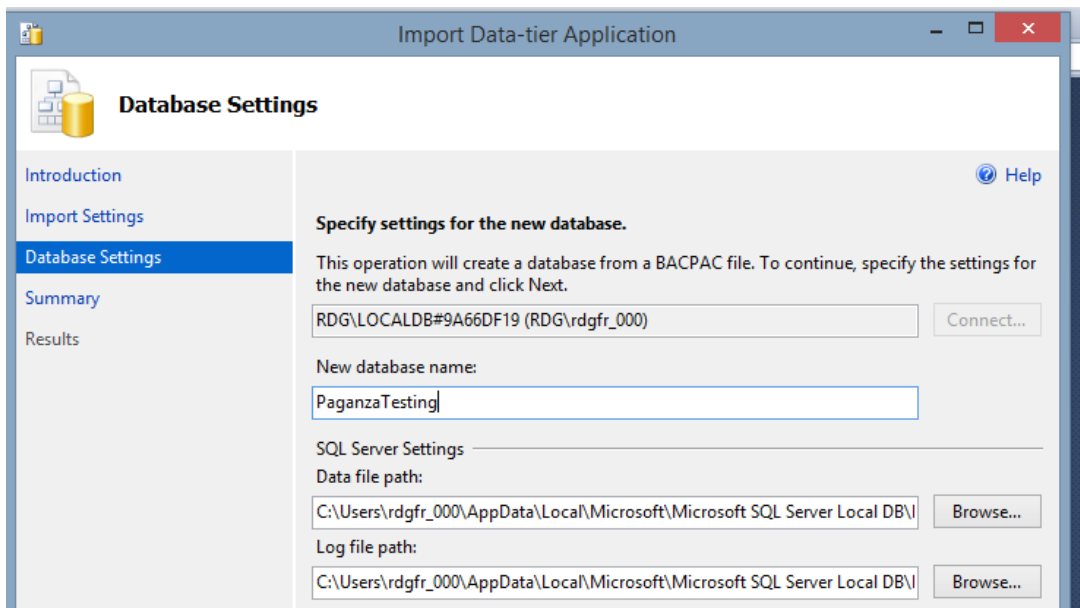 Import Data-tier Application
Database Settings
Introduction
Import Settings
Database Settings
Summary
Results
Help
Specify settings for the new database.
This operation will create a database from a BACPAC file. To continue, specify the settings for
the new database and click Next.
RDG\LOCALDB#9A66DF19 (RDG\rdgfr_000)
Connect...
New database name:
PaganzaTesting
SQL Server Settings
Data file path:
C:\Users\rdgfr_000\AppData\Local\Microsoft\Microsoft SQL Server Local DB\I
Browse...
Log file path:
C:\Users\rdgfr_000\AppData\Local\Microsoft\Microsoft SQL Server Local DB\I
Browse...